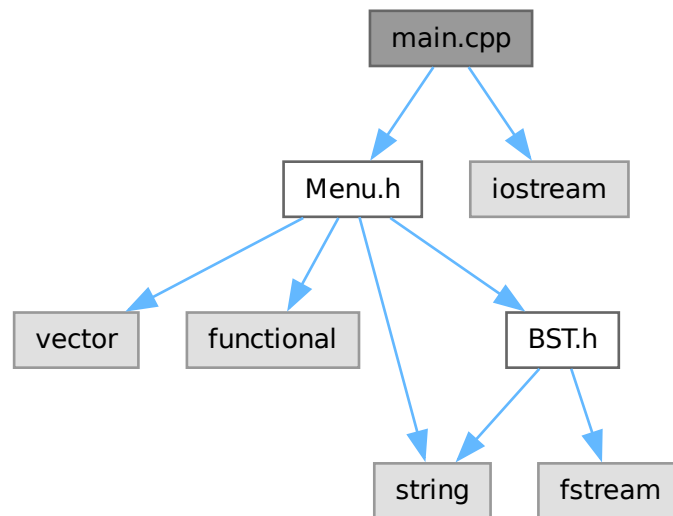 main.cpp
Menu.h
iostream
vector
functional
BST.h
string
fstream